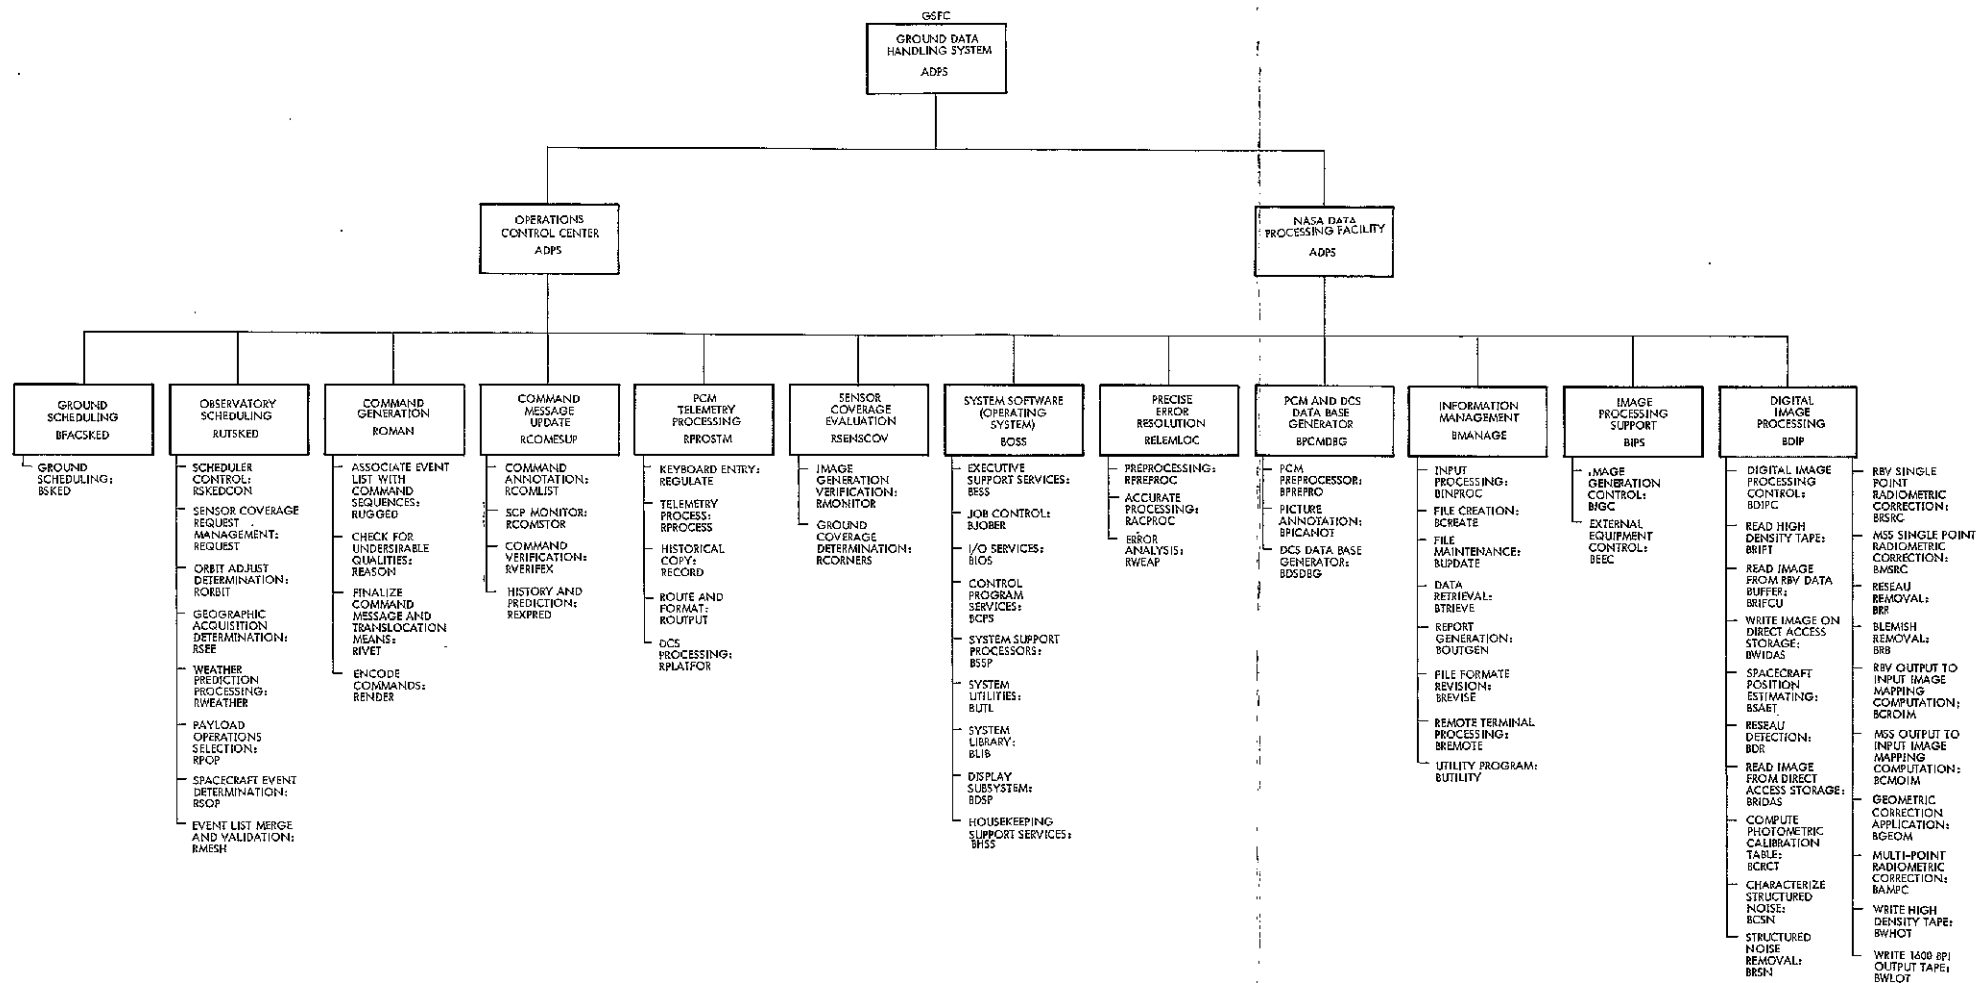 GSFC
GROUND DATA
HANDLING SYSTEM
ADPS
OPERATIONS
CONTROL CENTER
ADPS
NASA DATA
PROCESSING FACILITY
ADPS
GROUND
SCHEDULING
BFACSKED
GROUND
SCHEDULING:
BSKED
OBSERVATORY
SCHEDULING
RUTSKED
SCHEDULER
CONTROL:
RSKEDCON
SENSOR COVERAGE
REQUEST
MANAGEMENT:
REQUEST
ORBIT ADJUST
DETERMINATION:
RORBIT
GEOGRAPHIC
ACQUISITION
DETERMINATION:
RSEE
WEATHER
PREDICTION
PROCESSING:
RWEATHER
PAYLOAD
OPERATIONS
SELECTION:
RPOP
SPACECRAFT EVENT
DETERMINATION:
RSOP
EVENT LIST MERGE
AND VALIDATION:
RMESH
COMMAND
GENERATION
ROMAN
ASSOCIATE EVENT
LIST WITH
COMMAND
SEQUENCES:
RUGGED
CHECK FOR
UNDERSIRABLE
QUALITIES:
REASON
FINALIZE
COMMAND
MESSAGE AND
TRANSLOCATION
MEANS:
RIVET
ENCODE
COMMANDS:
RENDER
COMMAND
MESSAGE
UPDATE
RCOMESUP
COMMAND
ANNOTATION:
RCOMLIST
SCP MONITOR:
RCOMSTOR
COMMAND
VERIFICATION:
RVERIFEX
HISTORY AND
PREDICTION:
REXPRED
PCM
TELEMETRY
PROCESSING
RPROSTM
KEYBOARD ENTRY:
REGULATE
TELEMETRY
PROCESS:
RPROCESS
HISTORICAL
COPY:
RECORD
ROUTE AND
FORMAT:
ROUTPUT
DCS
PROCESSING:
RPLATFOR
SENSOR
COVERAGE
EVALUATION
RSENSCOV
IMAGE
GENERATION
VERIFICATION:
RMONITOR
GROUND
COVERAGE
DETERMINATION:
RCORNERS
SYSTEM SOFTWARE
(OPERATING
SYSTEM)
BOSS
EXECUTIVE
SUPPORT SERVICES:
BESS
JOB CONTROL:
BJOBER
I/O SERVICES:
BIOS
CONTROL
PROGRAM
SERVICES:
BCPS
SYSTEM SUPPORT
PROCESSORS:
BSSP
SYSTEM
UTILITIES:
BUTL
SYSTEM
LIBRARY:
BLIB
DISPLAY
SUBSYSTEM:
BDSP
HOUSEKEEPING
SUPPORT SERVICES:
BHSS
PRECISE
ERROR
RESOLUTION
RELEMLOC
PREPROCESSING:
RPREPROC
ACCURATE
PROCESSING:
RACPROC
ERROR
ANALYSIS:
RWEAP
PCM AND DCS
DATA BASE
GENERATOR
BPCMDBG
PCM
PREPROCESSOR:
BPREPRO
PICTURE
ANNOTATION:
BPICANOT
DCS DATA BASE
GENERATOR:
BDSDBG
INFORMATION
MANAGEMENT
BMANAGE
INPUT
PROCESSING:
BINPROC
FILE CREATION:
BCREATE
FILE
MAINTENANCE:
BUPDATE
DATA
RETRIEVAL:
BTRIEVE
REPORT
GENERATION:
BOUTGEN
FILE FORMATE
REVISION:
BREVISE
REMOTE TERMINAL
PROCESSING:
BREMOTE
UTILITY PROGRAM:
BUTILITY
IMAGE
PROCESSING
SUPPORT
BIPS
IMAGE
GENERATION
CONTROL:
BIGC
EXTERNAL
EQUIPMENT
CONTROL:
BEEC
DIGITAL
IMAGE
PROCESSING
BDIP
DIGITAL IMAGE
PROCESSING
CONTROL:
BDIPC
READ HIGH
DENSITY TAPE:
BRIFT
READ IMAGE
FROM RBV DATA
BUFFER:
BRIFCU
WRITE IMAGE ON
DIRECT ACCESS
STORAGE:
BWIDAS
SPACECRAFT
POSITION
ESTIMATING:
BSAET
RESEAU
DETECTION:
BDR
READ IMAGE
FROM DIRECT
ACCESS STORAGE:
BRIDAS
COMPUTE
PHOTOMETRIC
CALIBRATION
TABLE:
BCRCT
CHARACTERIZE
STRUCTURED
NOISE:
BCSN
STRUCTURED
NOISE
REMOVAL:
BRSN
RBV SINGLE
POINT
RADIOMETRIC
CORRECTION:
BRSRC
MSS SINGLE POINT
RADIOMETRIC
CORRECTION:
BMSRC
RESEAU
REMOVAL:
BRR
BLEMISH
REMOVAL:
BRB
RBV OUTPUT TO
INPUT IMAGE
MAPPING
COMPUTATION:
BCROIM
MSS OUTPUT TO
INPUT IMAGE
MAPPING
COMPUTATION:
BCMOIM
GEOMETRIC
CORRECTION
APPLICATION:
BGEOM
MULTI-POINT
RADIOMETRIC
CORRECTION:
BAMPC
WRITE HIGH
DENSITY TAPE:
BWHOT
WRITE 1600 BPI
OUTPUT TAPE:
BWLOT